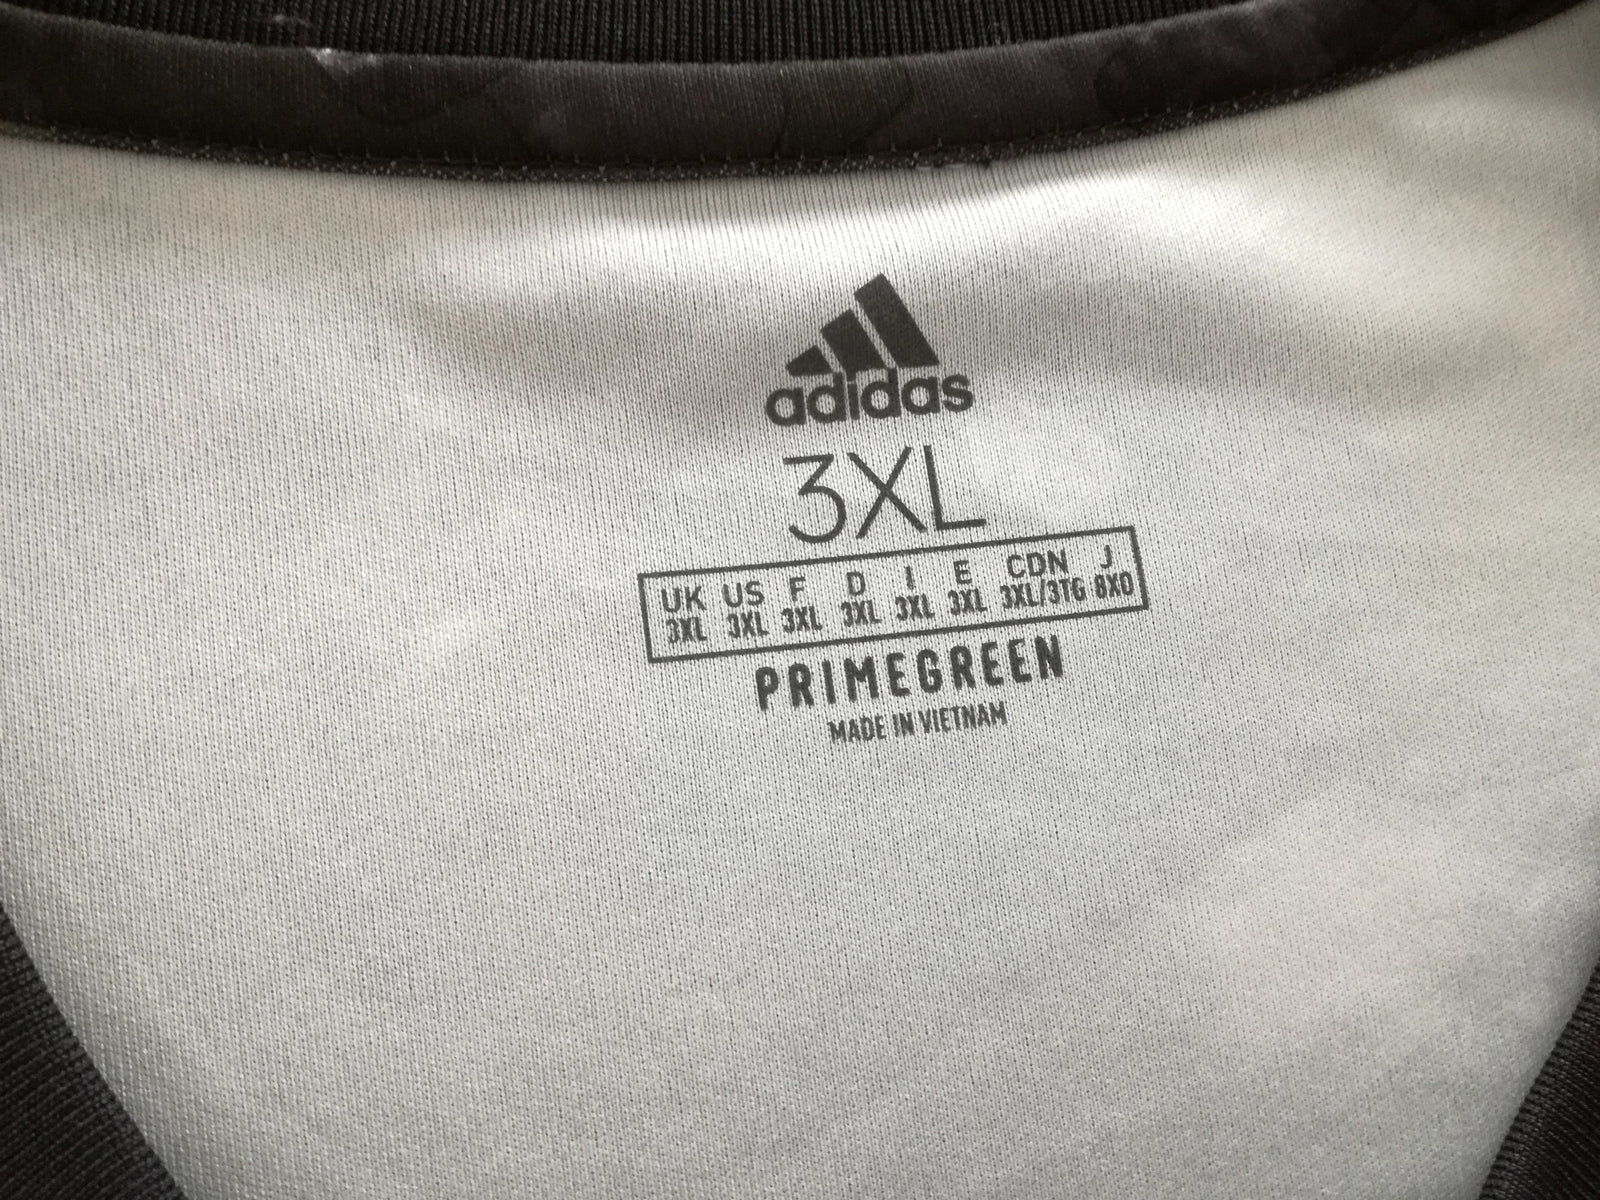 adidas
3XL
UK US F D I E CDN J
3XL 3XL 3XL 3XL 3XL 3XL 3XL/3TG 8XO
PRIMEGREEN
MADE IN VIETNAM